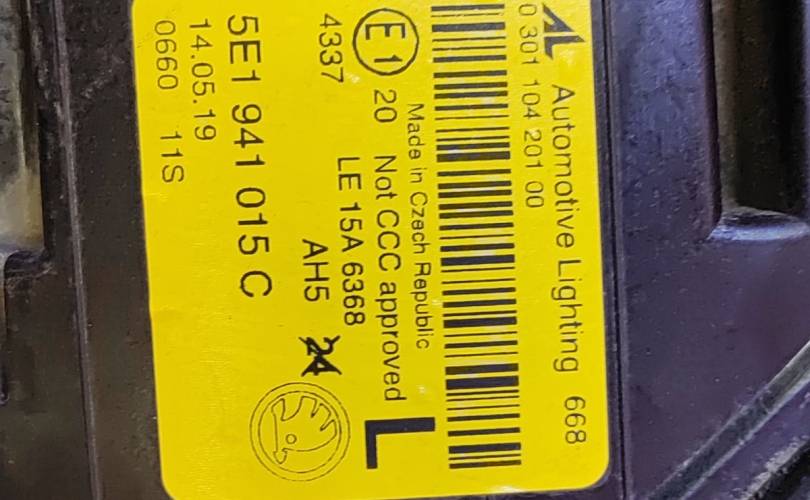 AL Automotive Lighting 668
0 301 104 201 00
Made in Czech Republic
E1 20 Not CCC approved L
4337 LE 15A 6368
AH5 24
5E1 941 015 C
14.05.19
0660 11S